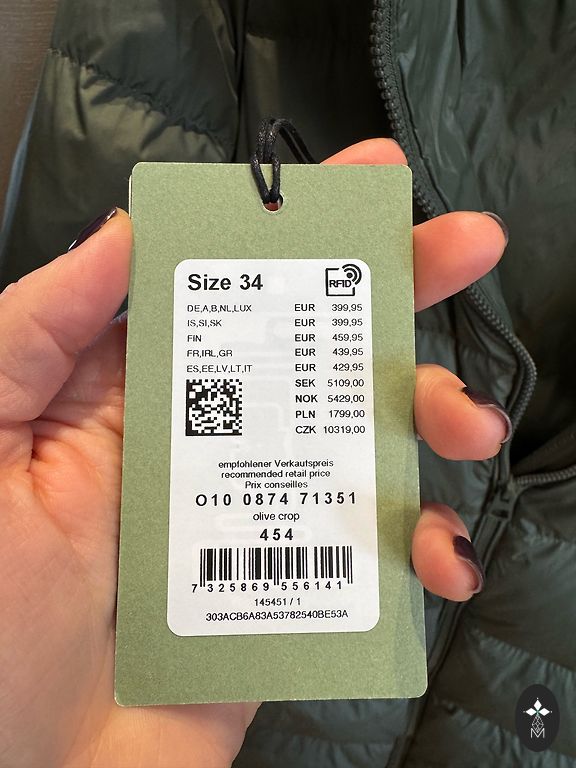 Size 34
RFID
DE,A,B,NL,LUX EUR 399,95
IS,SI,SK EUR 399,95
FIN EUR 459,95
FR,IRL,GR EUR 439,95
ES,EE,LV,LT,IT EUR 429,95
SEK 5109,00
NOK 5429,00
PLN 1799,00
CZK 10319,00
empfohlener Verkaufspreis
recommended retail price
Prix conseilles
O10 0874 71351
olive crop
454
7 325869 556141
145451 / 1
303ACB6A83A53782540BE53A
M